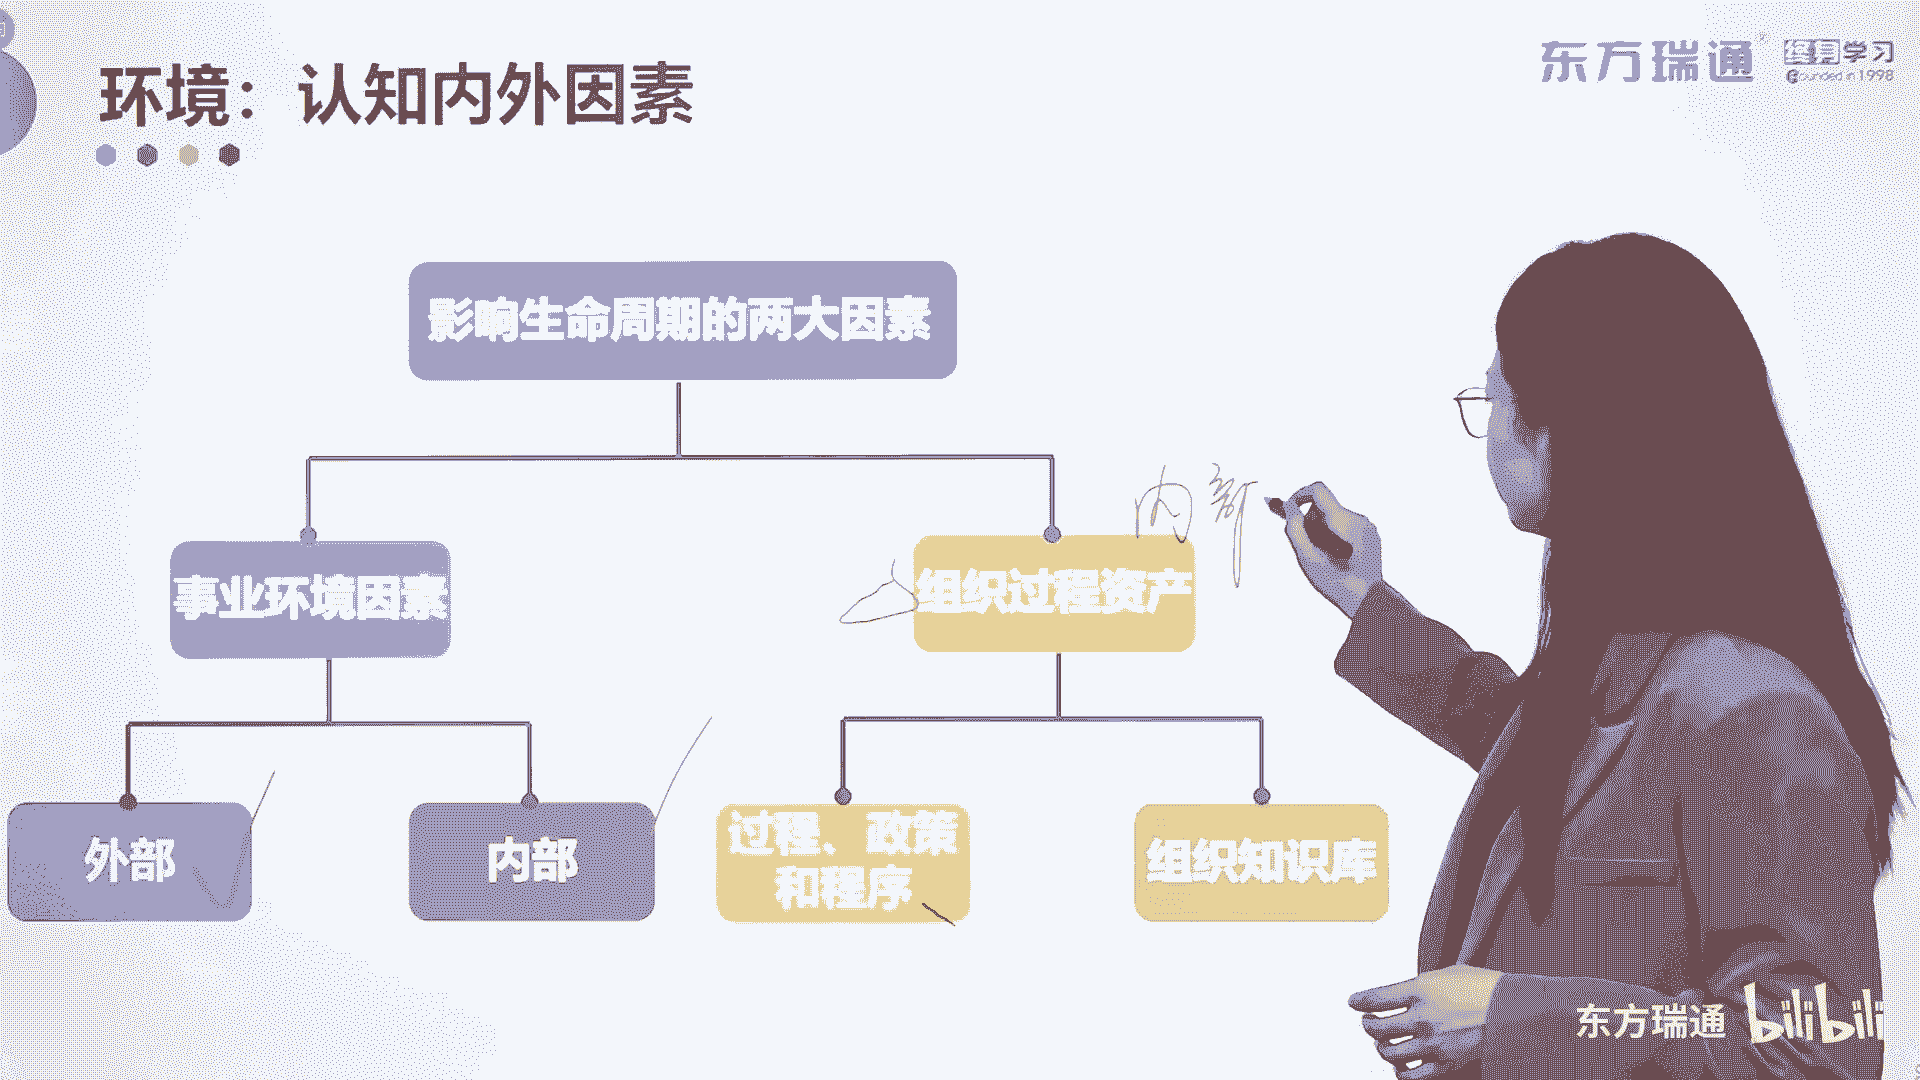 环境：认知内外因素
东方瑞通
终身学习
Founded in 1998
影响生命周期的两大因素
内部
事业环境因素
组织过程资产
外部
内部
过程、政策
和程序
组织知识库
东方瑞通
bilibili